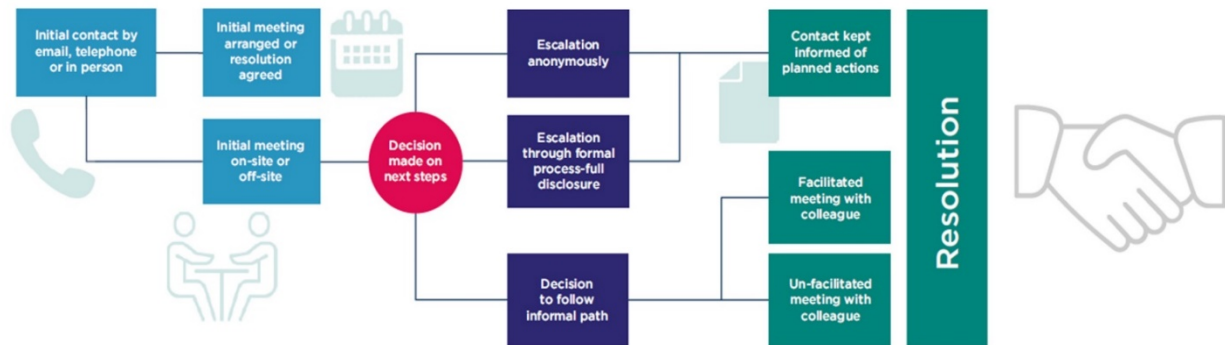 Initial contact by
email, telephone
or in person
Initial meeting
arranged or
resolution
agreed
Initial meeting
on-site or
off-site
Decision
made on
next steps
Escalation
anonymously
Escalation
through formal
process-full
disclosure
Decision
to follow
informal path
Contact kept
informed of
planned actions
Facilitated
meeting with
colleague
Un-facilitated
meeting with
colleague
Resolution